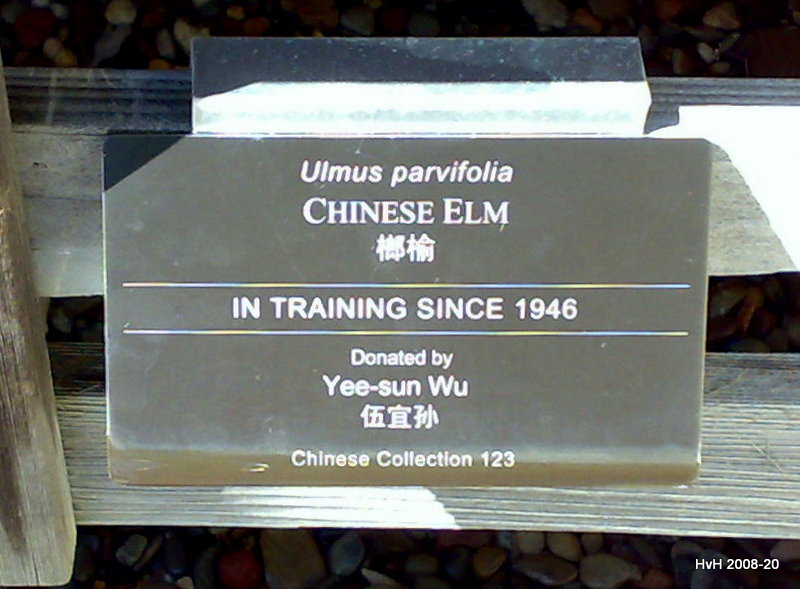 Ulmus parvifolia
CHINESE ELM
榔榆
IN TRAINING SINCE 1946
Donated by
Yee-sun Wu
伍宜孙
Chinese Collection 123
HvH 2008-20